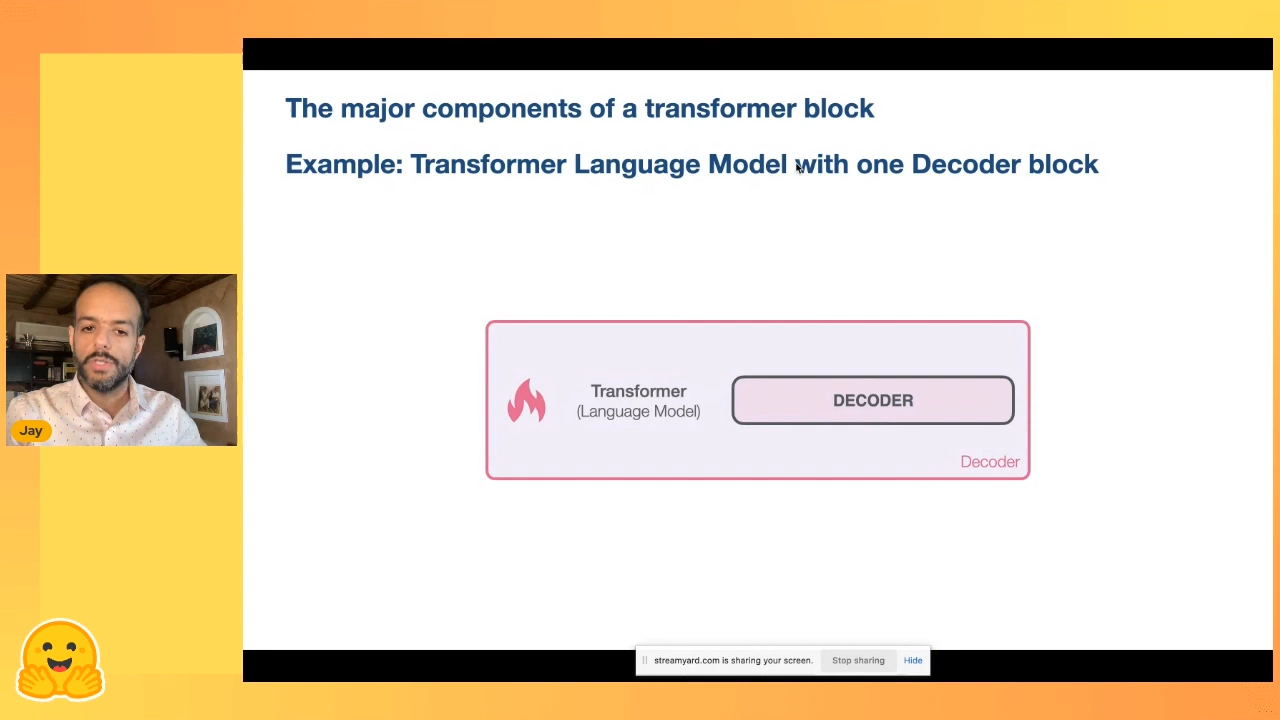 The major components of a transformer block
Example: Transformer Language Model with one Decoder block
Transformer
(Language Model)
DECODER
Decoder
Jay
streamyard.com is sharing your screen.
Stop sharing
Hide